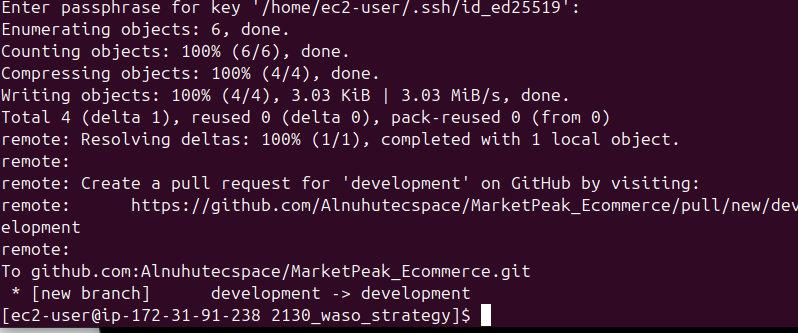 Enter passphrase for key '/home/ec2-user/.ssh/id_ed25519':
Enumerating objects: 6, done.
Counting objects: 100% (6/6), done.
Compressing objects: 100% (4/4), done.
Writing objects: 100% (4/4), 3.03 KiB | 3.03 MiB/s, done.
Total 4 (delta 1), reused 0 (delta 0), pack-reused 0 (from 0)
remote: Resolving deltas: 100% (1/1), completed with 1 local object.
remote:
remote: Create a pull request for 'development' on GitHub by visiting:
remote:      https://github.com/Alnuhutecspace/MarketPeak_Ecommerce/pull/new/dev
elopment
remote:
To github.com:Alnuhutecspace/MarketPeak_Ecommerce.git
 * [new branch]      development -> development
[ec2-user@ip-172-31-91-238 2130_waso_strategy]$